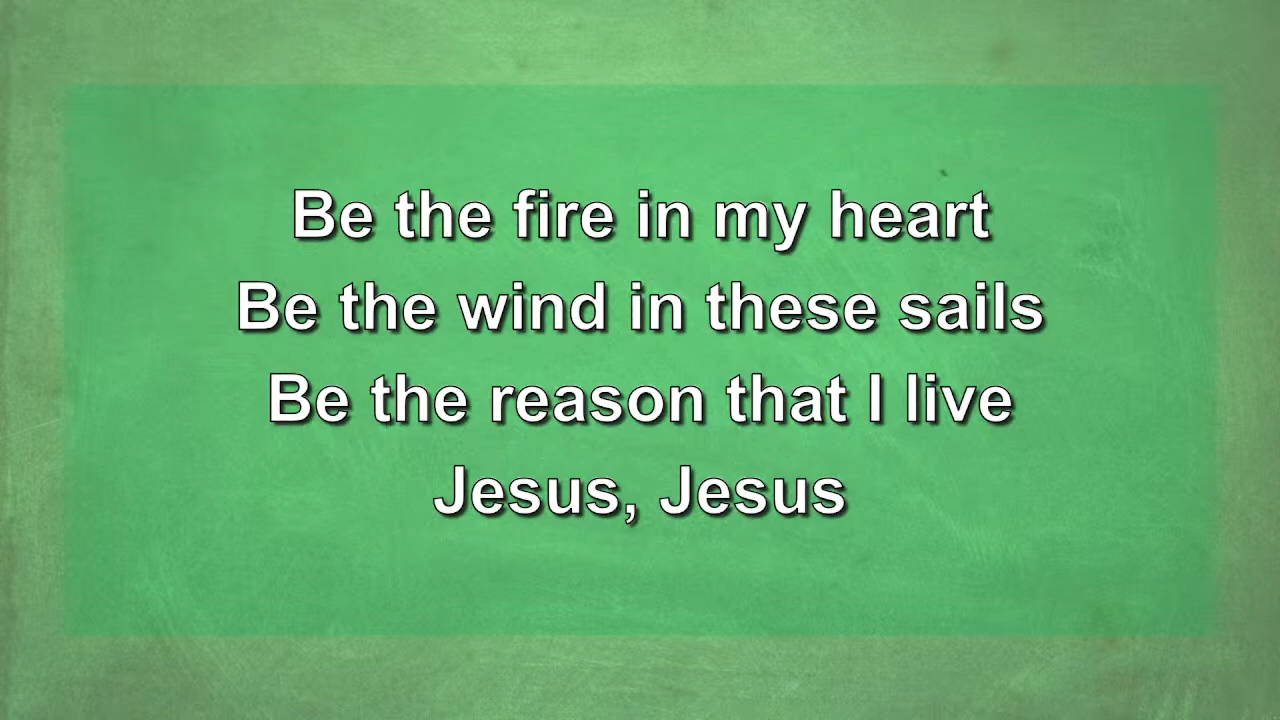 Be the fire in my heart
Be the wind in these sails
Be the reason that I live
Jesus, Jesus